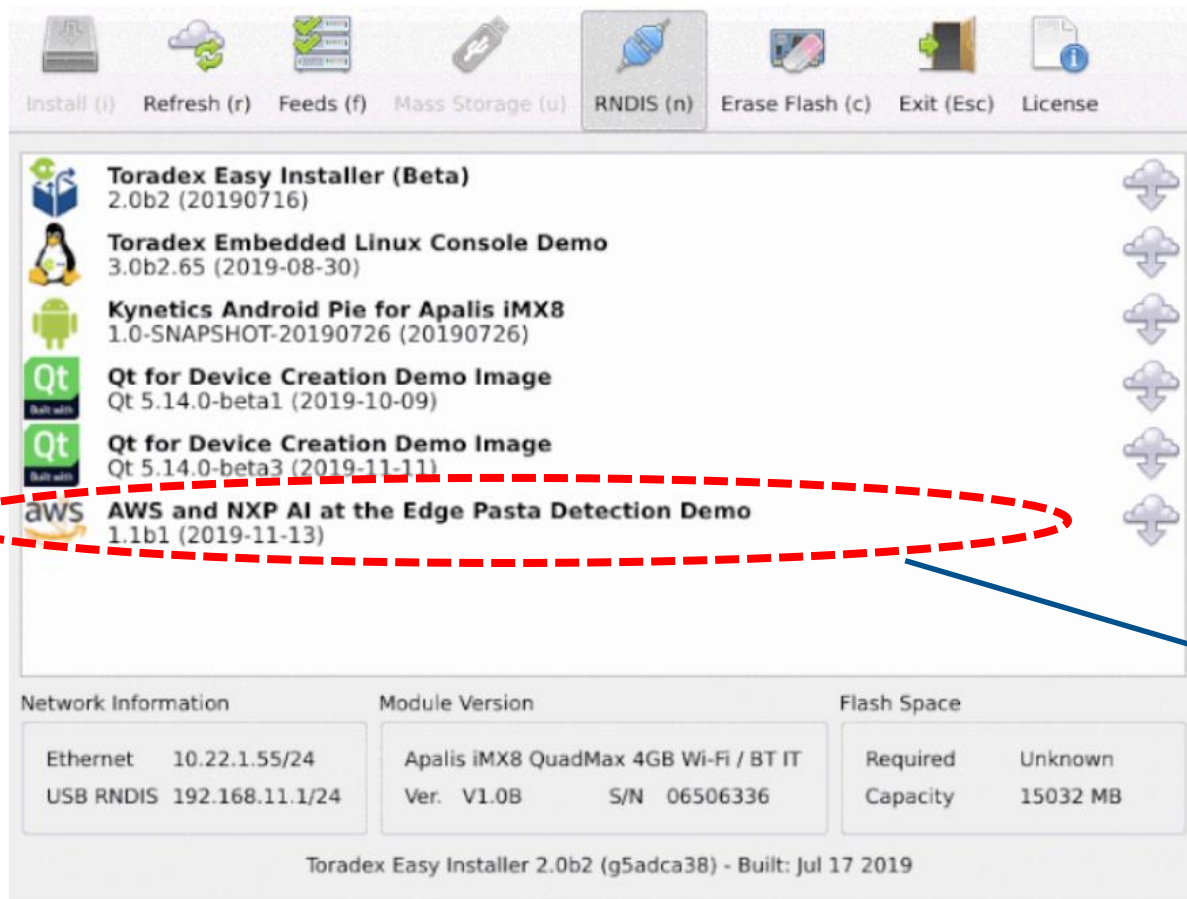 Install (i) Refresh (r) Feeds (f) Mass Storage (u) RNDIS (n) Erase Flash (c) Exit (Esc) License
Toradex Easy Installer (Beta)
2.0b2 (20190716)
Toradex Embedded Linux Console Demo
3.0b2.65 (2019-08-30)
Kynetics Android Pie for Apalis iMX8
1.0-SNAPSHOT-20190726 (20190726)
Qt
Built with
Qt for Device Creation Demo Image
Qt 5.14.0-beta1 (2019-10-09)
Qt
Built with
Qt for Device Creation Demo Image
Qt 5.14.0-beta3 (2019-11-11)
aws
AWS and NXP AI at the Edge Pasta Detection Demo
1.1b1 (2019-11-13)
Network Information
Ethernet 10.22.1.55/24
USB RNDIS 192.168.11.1/24
Module Version
Apalis iMX8 QuadMax 4GB Wi-Fi / BT IT
Ver. V1.0B S/N 06506336
Flash Space
Required Unknown
Capacity 15032 MB
Toradex Easy Installer 2.0b2 (g5adca38) - Built: Jul 17 2019